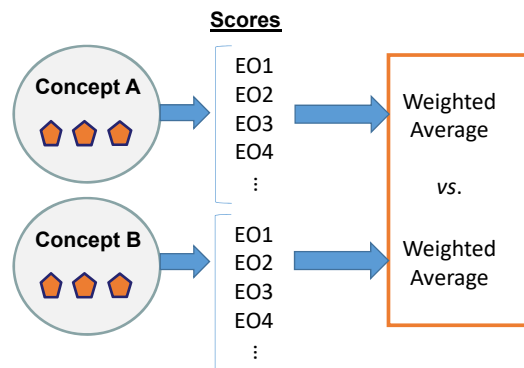 Scores
Concept A
EO1
EO2
EO3
EO4
⋮
Weighted
Average
vs.
Concept B
EO1
EO2
EO3
EO4
⋮
Weighted
Average